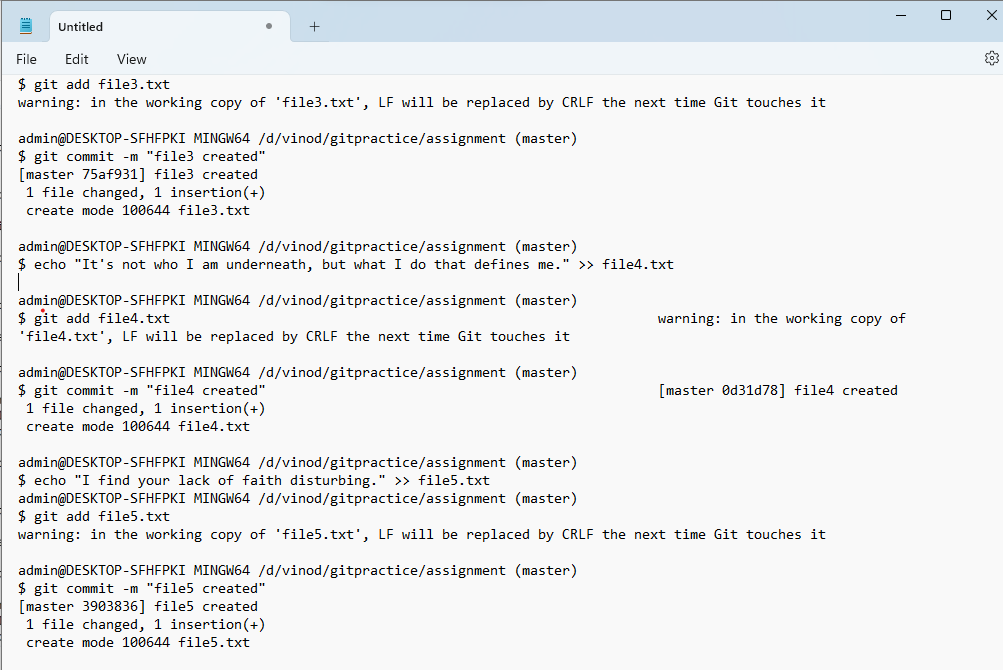 Untitled
File Edit View
$ git add file3.txt
warning: in the working copy of 'file3.txt', LF will be replaced by CRLF the next time Git touches it
admin@DESKTOP-SFHFPKI MINGW64 /d/vinod/gitpractice/assignment (master)
$ git commit -m "file3 created"
[master 75af931] file3 created
 1 file changed, 1 insertion(+)
 create mode 100644 file3.txt
admin@DESKTOP-SFHFPKI MINGW64 /d/vinod/gitpractice/assignment (master)
$ echo "It's not who I am underneath, but what I do that defines me." >> file4.txt
admin@DESKTOP-SFHFPKI MINGW64 /d/vinod/gitpractice/assignment (master)
$ git add file4.txt warning: in the working copy of
'file4.txt', LF will be replaced by CRLF the next time Git touches it
admin@DESKTOP-SFHFPKI MINGW64 /d/vinod/gitpractice/assignment (master)
$ git commit -m "file4 created" [master 0d31d78] file4 created
 1 file changed, 1 insertion(+)
 create mode 100644 file4.txt
admin@DESKTOP-SFHFPKI MINGW64 /d/vinod/gitpractice/assignment (master)
$ echo "I find your lack of faith disturbing." >> file5.txt
admin@DESKTOP-SFHFPKI MINGW64 /d/vinod/gitpractice/assignment (master)
$ git add file5.txt
warning: in the working copy of 'file5.txt', LF will be replaced by CRLF the next time Git touches it
admin@DESKTOP-SFHFPKI MINGW64 /d/vinod/gitpractice/assignment (master)
$ git commit -m "file5 created"
[master 3903836] file5 created
 1 file changed, 1 insertion(+)
 create mode 100644 file5.txt